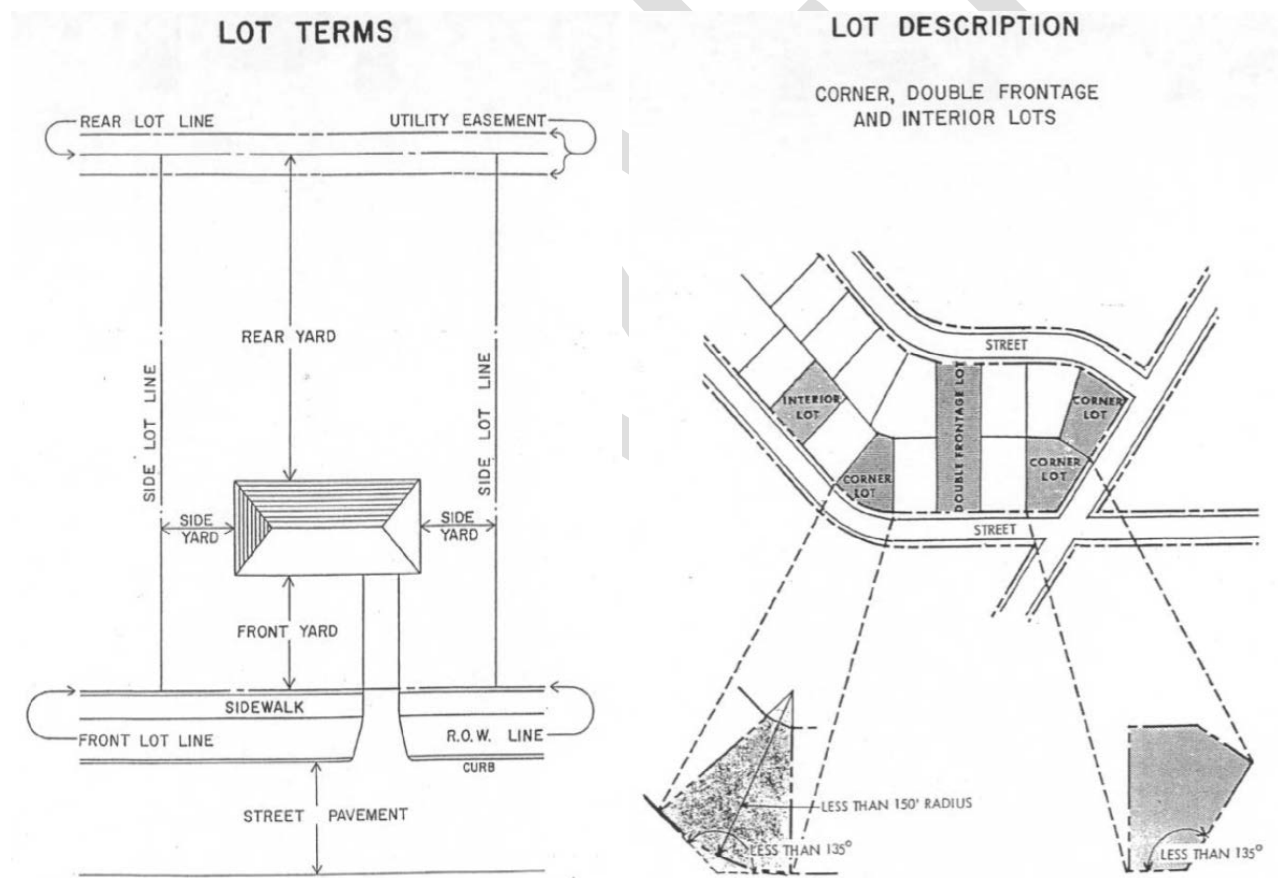 LOT TERMS
REAR LOT LINE
UTILITY EASEMENT
REAR YARD
SIDE LOT LINE
SIDE LOT LINE
SIDE
YARD
SIDE
YARD
FRONT YARD
SIDEWALK
FRONT LOT LINE
R.O.W. LINE
CURB
STREET PAVEMENT
LOT DESCRIPTION
CORNER, DOUBLE FRONTAGE
AND INTERIOR LOTS
STREET
INTERIOR
LOT
DOUBLE FRONTAGE LOT
CORNER
LOT
CORNER
LOT
CORNER
LOT
STREET
LESS THAN 150' RADIUS
LESS THAN 135°
LESS THAN 135°